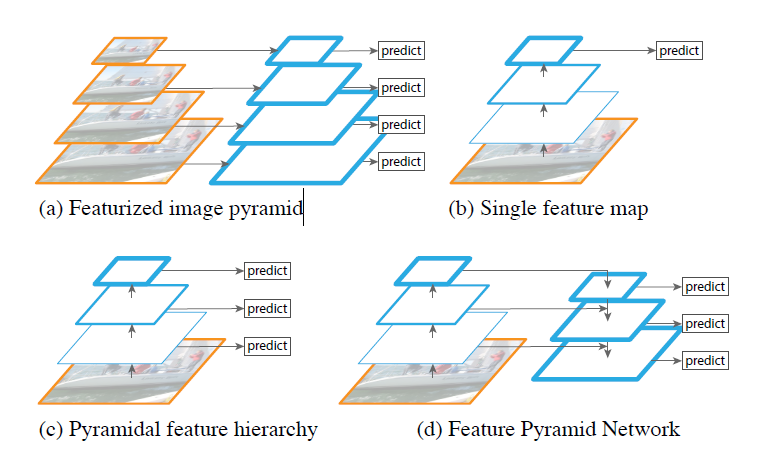 predict
predict
predict
predict
predict
(a) Featurized image pyramid
(b) Single feature map
predict
predict
predict
predict
predict
predict
(c) Pyramidal feature hierarchy
(d) Feature Pyramid Network